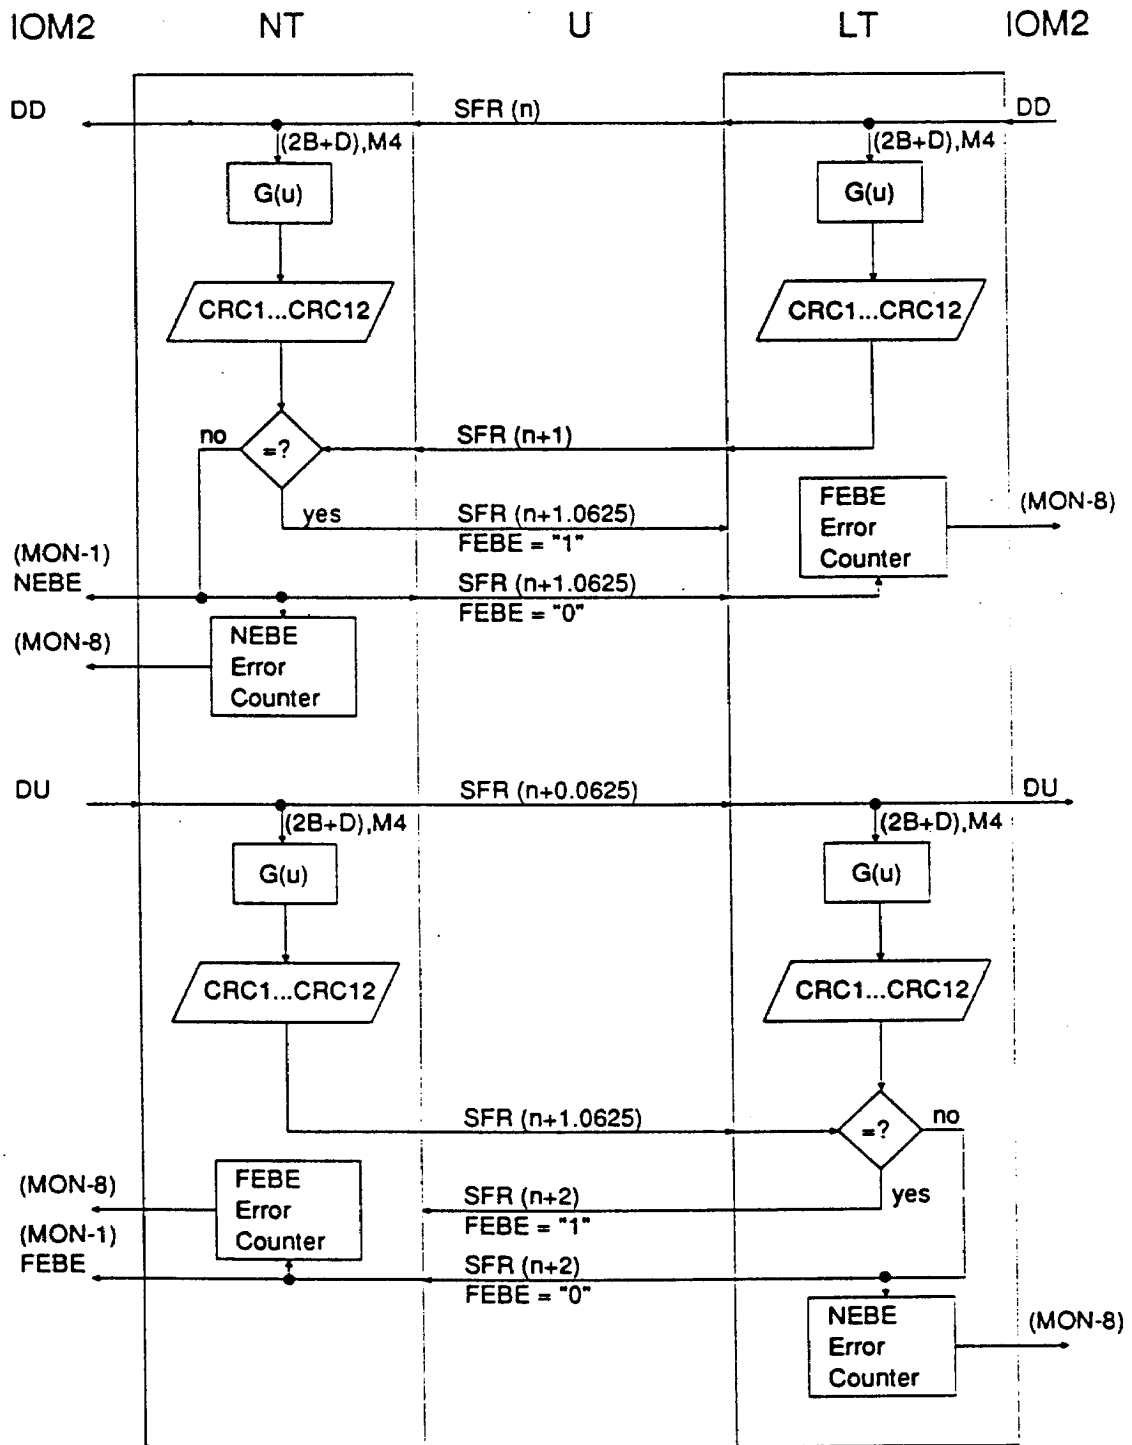 IOM2 NT U LT IOM2
DD SFR (n) DD
(2B+D),M4 (2B+D),M4
G(u) G(u)
CRC1...CRC12 CRC1...CRC12
no =? SFR (n+1)
yes SFR (n+1.0625)
FEBE = "1"
FEBE
Error
Counter
(MON-8)
(MON-1)
NEBE
SFR (n+1.0625)
FEBE = "0"
(MON-8)
NEBE
Error
Counter
DU SFR (n+0.0625) DU
(2B+D),M4 (2B+D),M4
G(u) G(u)
CRC1...CRC12 CRC1...CRC12
SFR (n+1.0625) =? no
(MON-8)
FEBE
Error
Counter
SFR (n+2) yes
FEBE = "1"
(MON-1)
FEBE
SFR (n+2)
FEBE = "0"
NEBE
Error
Counter
(MON-8)